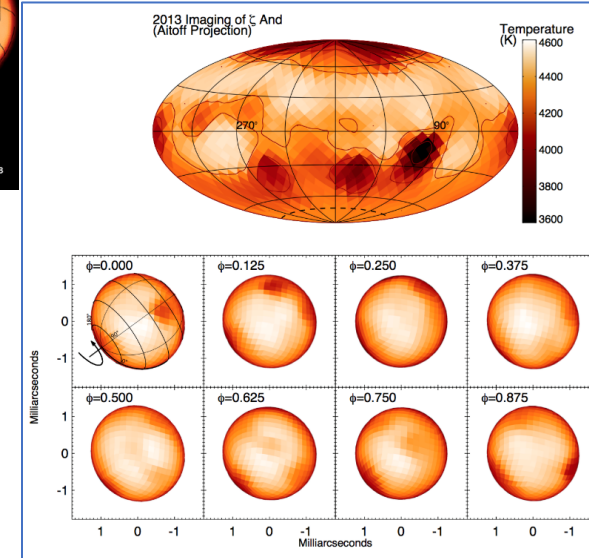 2013 Imaging of ζ And
(Aitoff Projection)
Temperature
(K)
4600
4400
4200
4000
3800
3600
270°
90°
s
φ=0.000
φ=0.125
φ=0.250
φ=0.375
1
0
-1
180°
φ=0.500
φ=0.625
φ=0.750
φ=0.875
1
0
-1
Milliarcseconds
1 0 -1 1 0 -1 1 0 -1 1 0 -1
Milliarcseconds